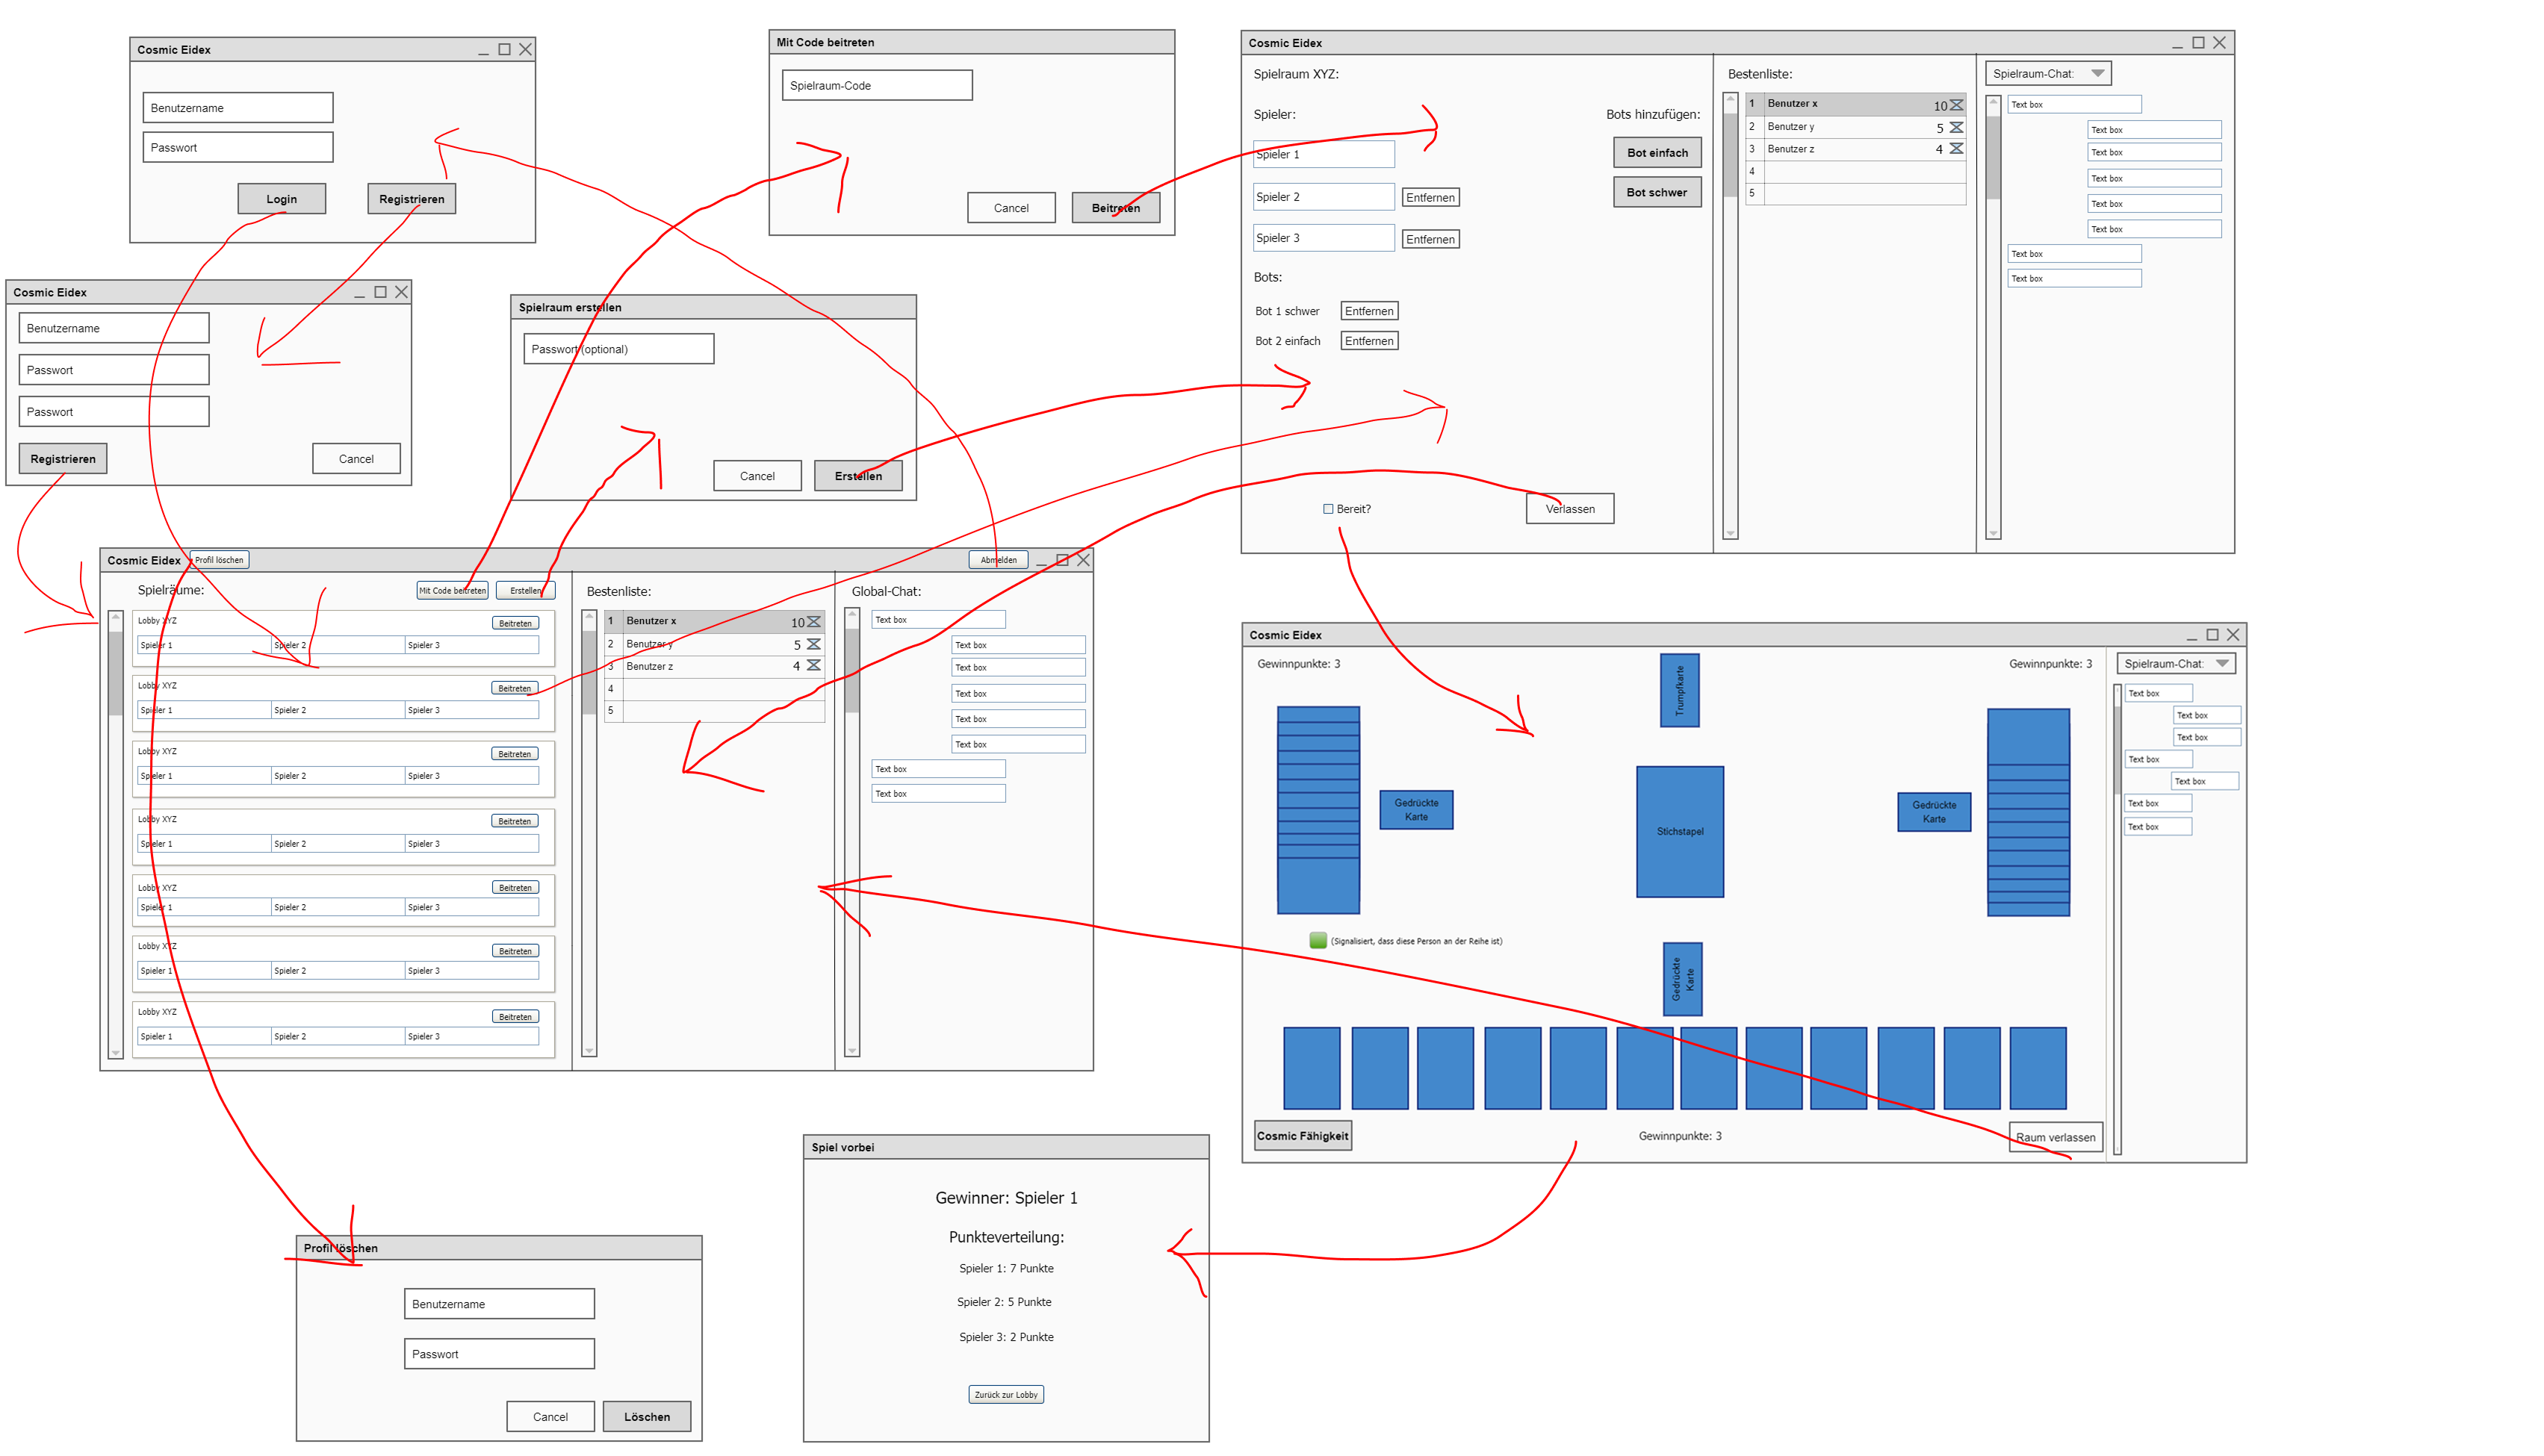 Cosmic Eidex
Benutzername
Passwort
Login
Registrieren
Mit Code beitreten
Spielraum-Code
Cancel
Beitreten
Cosmic Eidex
Spielraum XYZ:
Spieler:
Spieler 1
Spieler 2
Entfernen
Spieler 3
Entfernen
Bots:
Bot 1 schwer
Entfernen
Bot 2 einfach
Entfernen
Bots hinzufügen:
Bot einfach
Bot schwer
Bereit?
Verlassen
Bestenliste:
1 Benutzer x 10
2 Benutzer y 5
3 Benutzer z 4
4
5
Spielraum-Chat:
Text box
Text box
Text box
Text box
Text box
Text box
Text box
Text box
Cosmic Eidex
Benutzername
Passwort
Passwort
Registrieren
Cancel
Spielraum erstellen
Passwort (optional)
Cancel
Erstellen
Cosmic Eidex
Profil löschen
Abmelden
Spielräume:
Mit Code beitreten
Erstellen
Lobby XYZ
Beitreten
Spieler 1 Spieler 2 Spieler 3
Lobby XYZ
Beitreten
Spieler 1 Spieler 2 Spieler 3
Lobby XYZ
Beitreten
Spieler 1 Spieler 2 Spieler 3
Lobby XYZ
Beitreten
Spieler 1 Spieler 2 Spieler 3
Lobby XYZ
Beitreten
Spieler 1 Spieler 2 Spieler 3
Lobby XYZ
Beitreten
Spieler 1 Spieler 2 Spieler 3
Lobby XYZ
Beitreten
Spieler 1 Spieler 2 Spieler 3
Bestenliste:
1 Benutzer x 10
2 Benutzer y 5
3 Benutzer z 4
4
5
Global-Chat:
Text box
Text box
Text box
Text box
Text box
Text box
Text box
Text box
Cosmic Eidex
Gewinnpunkte: 3
Gewinnpunkte: 3
Trumpfkarte
Gedrückte
Karte
Stichstapel
Gedrückte
Karte
(Signalisiert, dass diese Person an der Reihe ist)
Gedrückte
Karte
Cosmic Fähigkeit
Gewinnpunkte: 3
Raum verlassen
Spielraum-Chat:
Text box
Text box
Text box
Text box
Text box
Text box
Text box
Profil löschen
Benutzername
Passwort
Cancel
Löschen
Spiel vorbei
Gewinner: Spieler 1
Punkteverteilung:
Spieler 1: 7 Punkte
Spieler 2: 5 Punkte
Spieler 3: 2 Punkte
Zurück zur Lobby